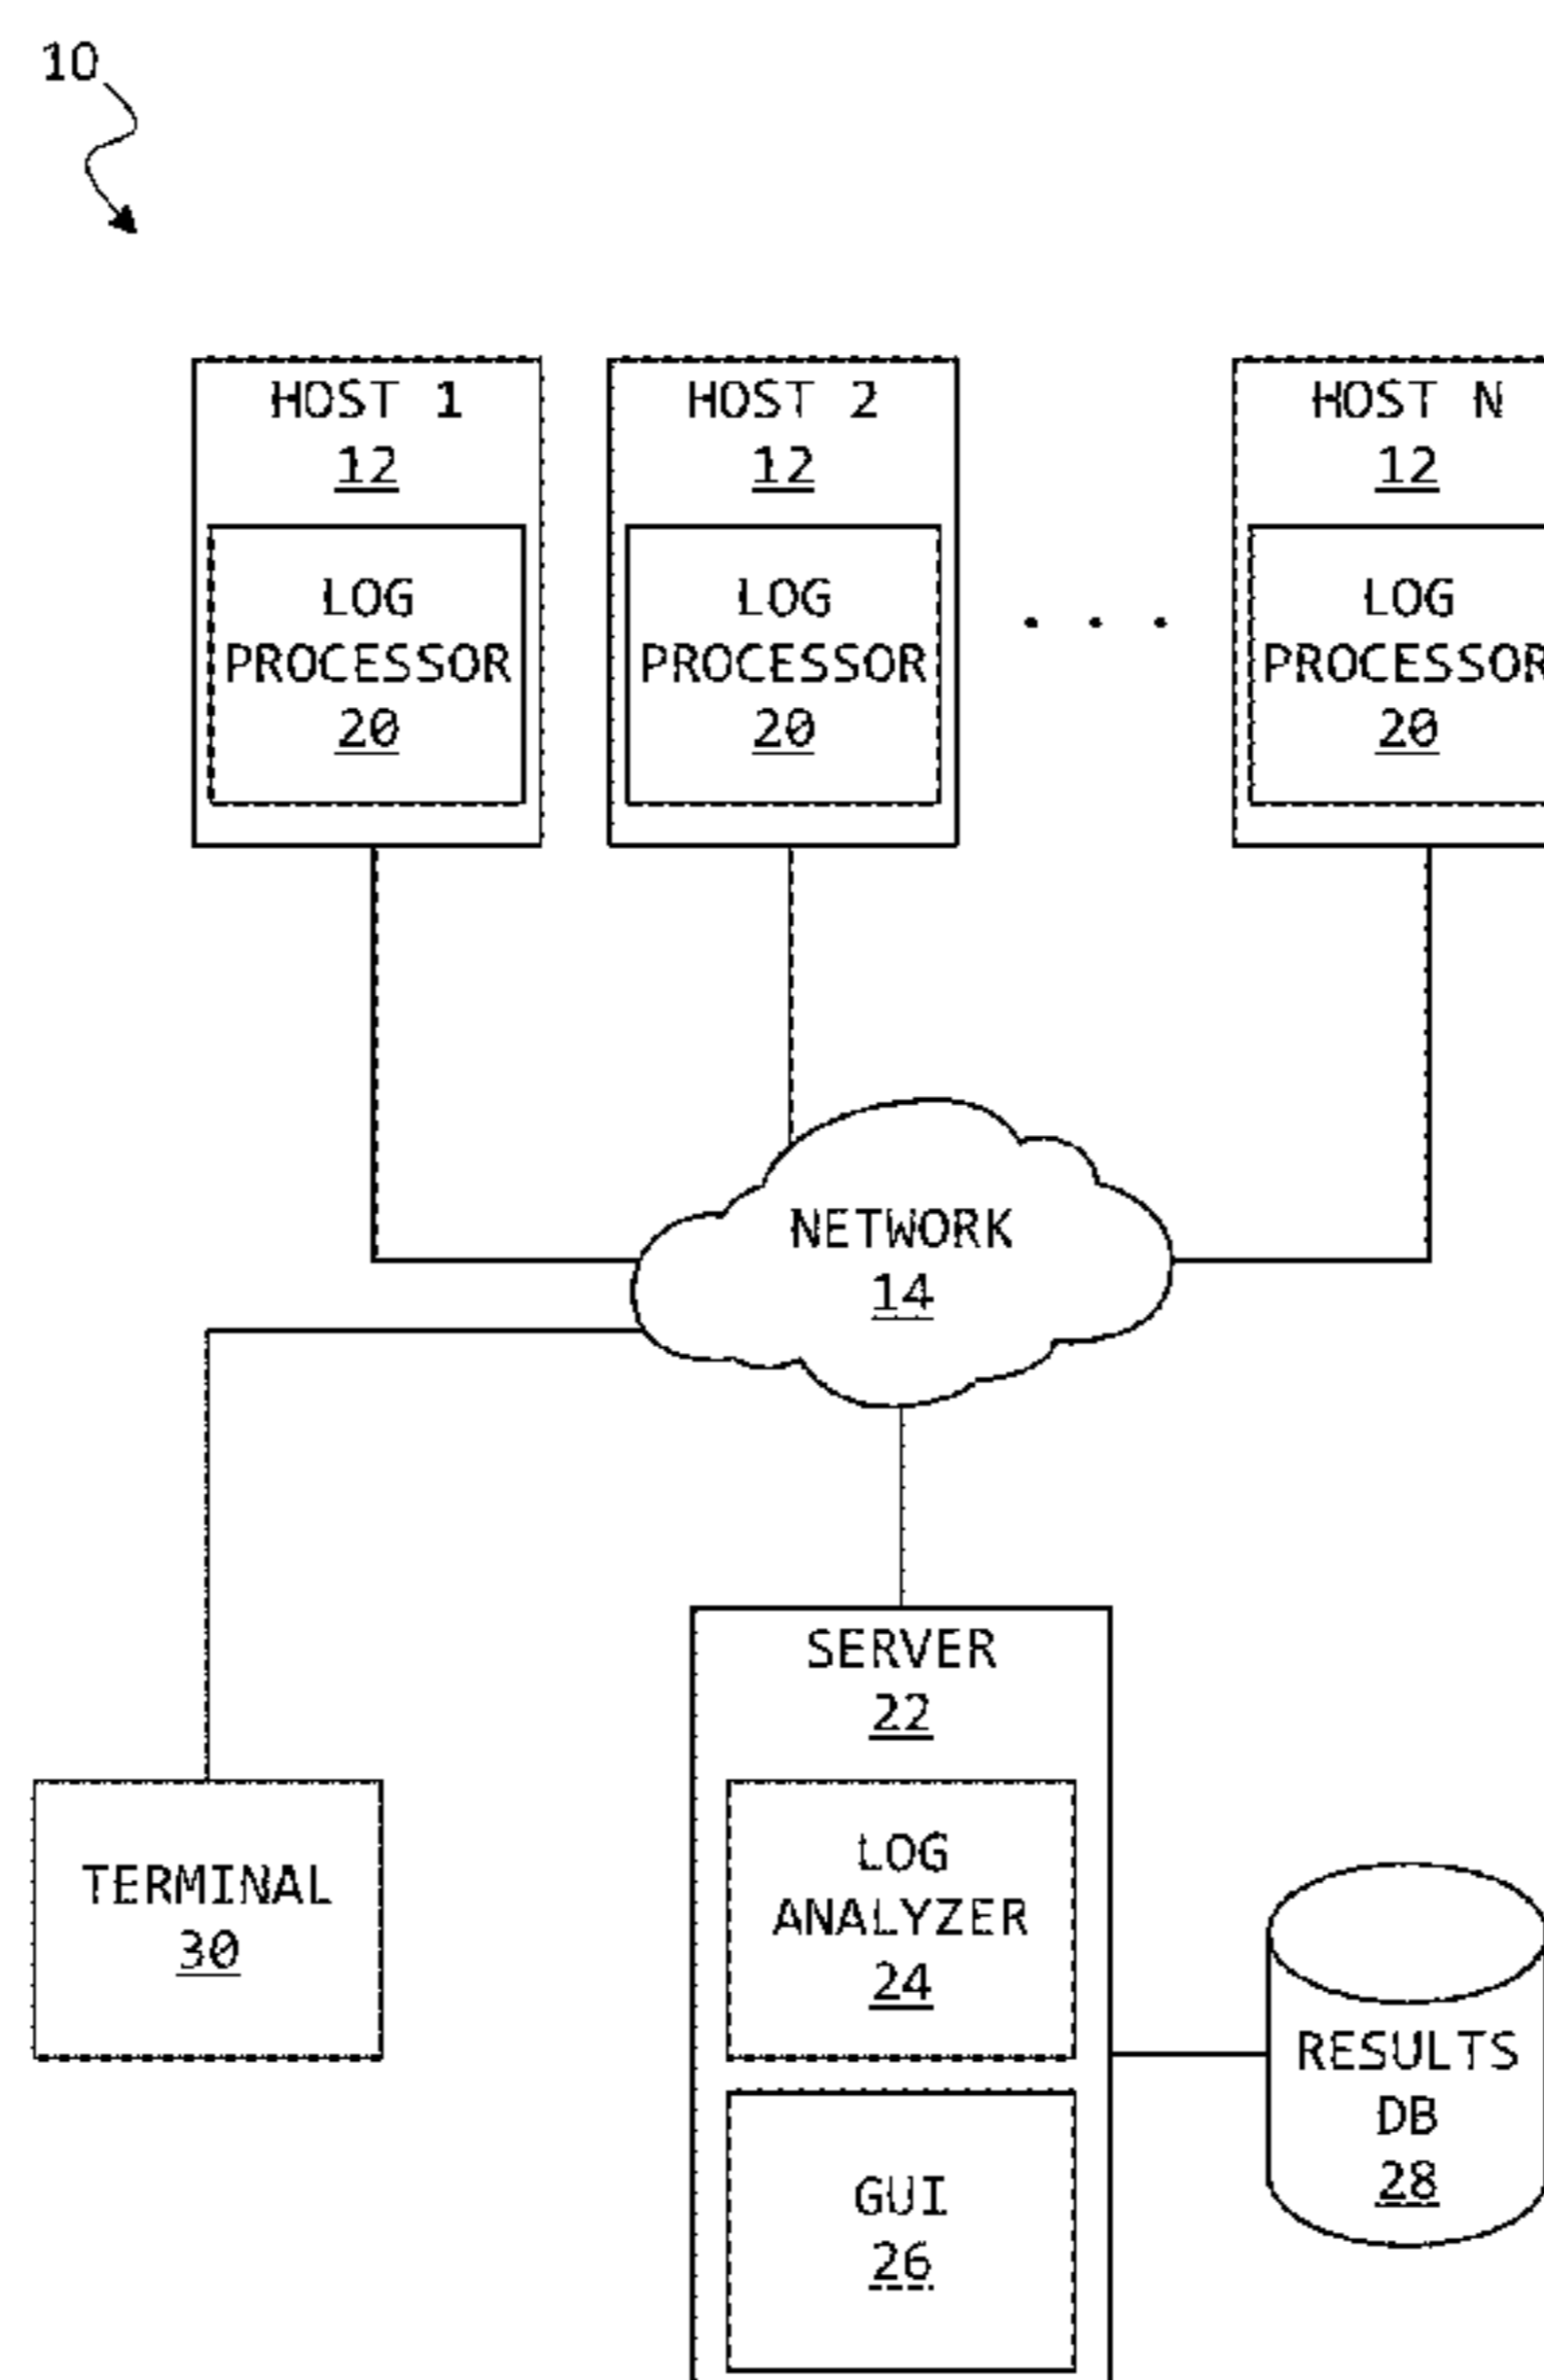 10
HOST 1
12
LOG
PROCESSOR
20
HOST 2
12
LOG
PROCESSOR
20
. . .
HOST N
12
LOG
PROCESSOR
20
NETWORK
14
SERVER
22
LOG
ANALYZER
24
GUI
26
TERMINAL
30
RESULTS
DB
28